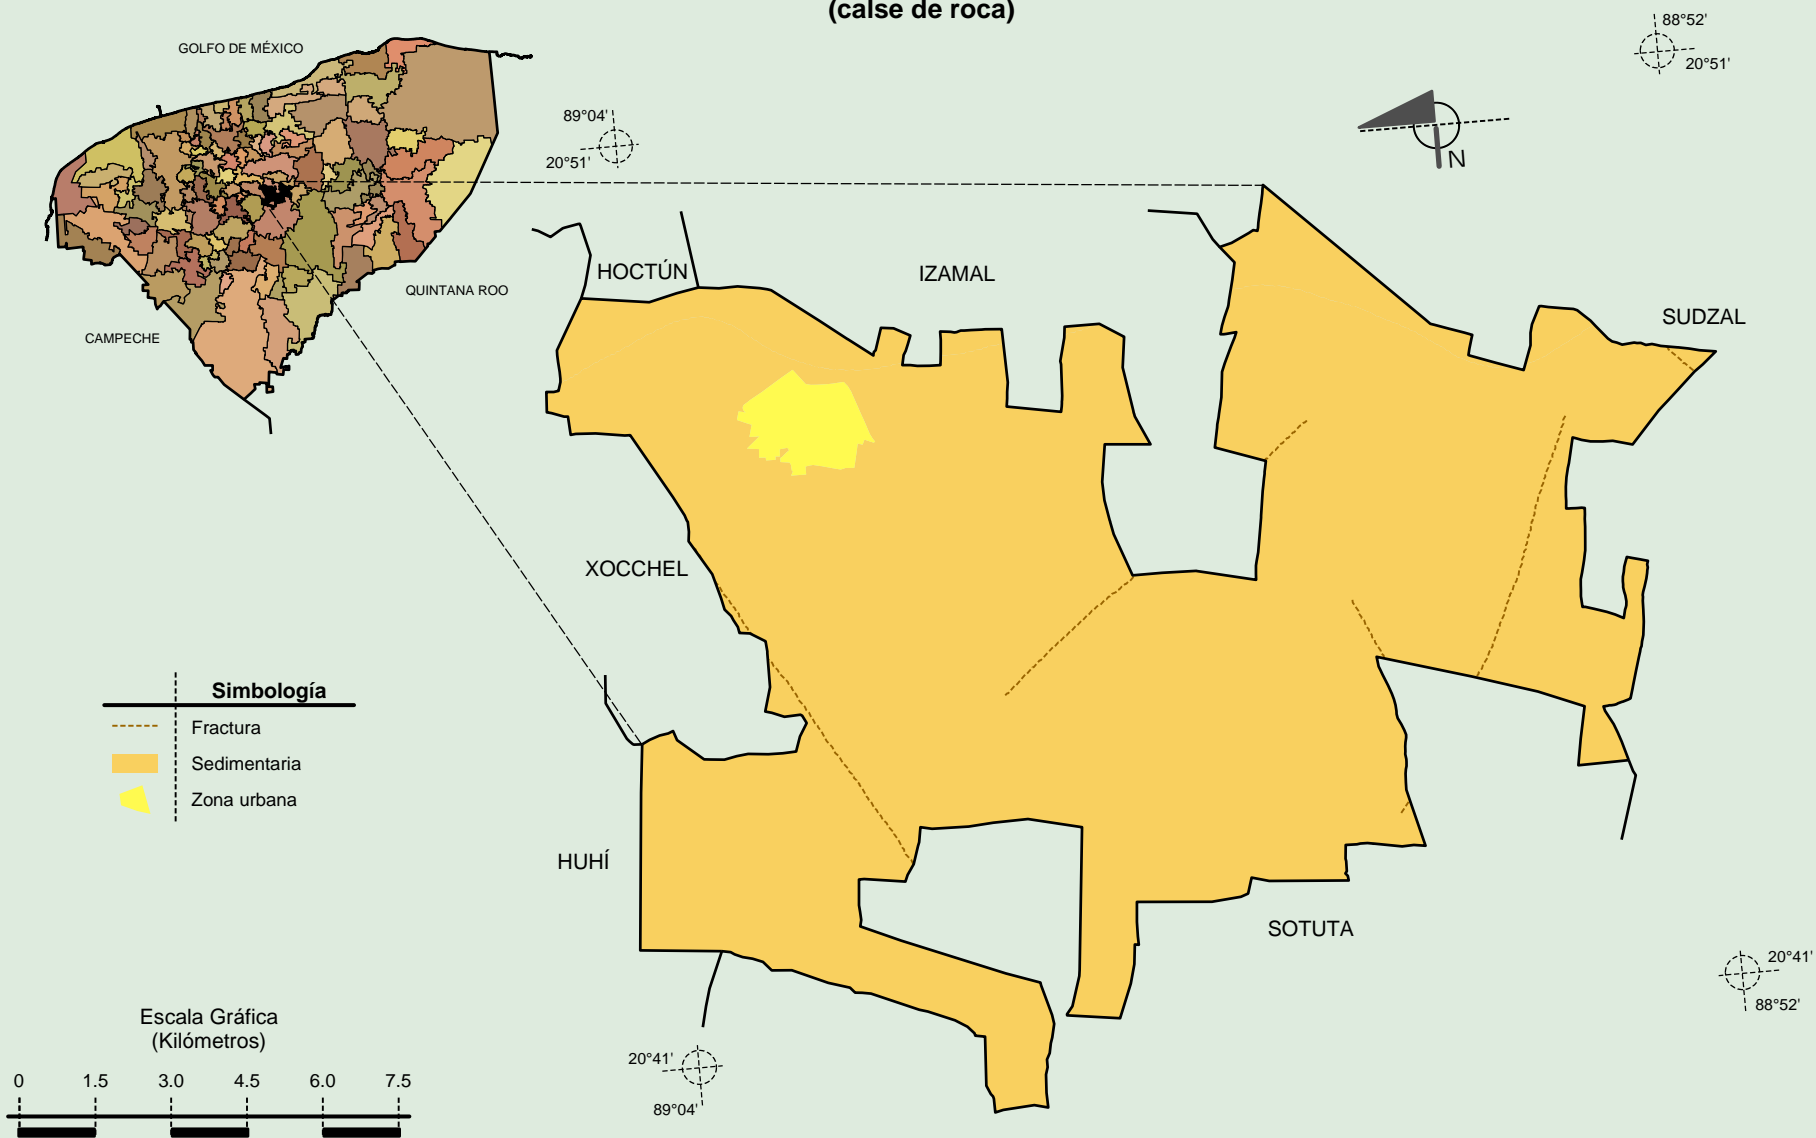 (calse de roca)
88°52'
20°51'
GOLFO DE MÉXICO
89°04'
20°51'
N
HOCTÚN
IZAMAL
QUINTANA ROO
SUDZAL
CAMPECHE
XOCCHEL
Simbología
Fractura
Sedimentaria
Zona urbana
HUHÍ
SOTUTA
20°41'
88°52'
Escala Gráfica
(Kilómetros)
20°41'
89°04'
0 1.5 3.0 4.5 6.0 7.5